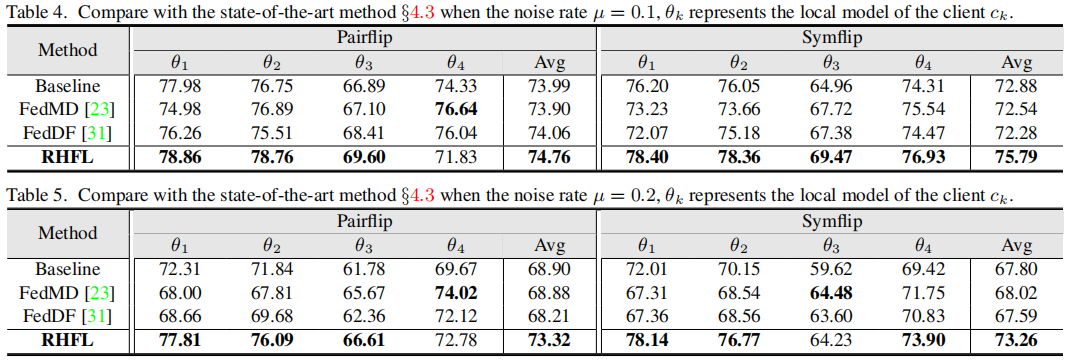 Table 4. Compare with the state-of-the-art method §4.3 when the noise rate μ = 0.1, θk represents the local model of the client ck.
Method Pairflip Symflip
θ1 θ2 θ3 θ4 Avg θ1 θ2 θ3 θ4 Avg
Baseline 77.98 76.75 66.89 74.33 73.99 76.20 76.05 64.96 74.31 72.88
FedMD [23] 74.98 76.89 67.10 76.64 73.90 73.23 73.66 67.72 75.54 72.54
FedDF [31] 76.26 75.51 68.41 76.04 74.06 72.07 75.18 67.38 74.47 72.28
RHFL 78.86 78.76 69.60 71.83 74.76 78.40 78.36 69.47 76.93 75.79
Table 5. Compare with the state-of-the-art method §4.3 when the noise rate μ = 0.2, θk represents the local model of the client ck.
Method Pairflip Symflip
θ1 θ2 θ3 θ4 Avg θ1 θ2 θ3 θ4 Avg
Baseline 72.31 71.84 61.78 69.67 68.90 72.01 70.15 59.62 69.42 67.80
FedMD [23] 68.00 67.81 65.67 74.02 68.88 67.31 68.54 64.48 71.75 68.02
FedDF [31] 68.66 69.68 62.36 72.12 68.21 67.36 68.56 63.60 70.83 67.59
RHFL 77.81 76.09 66.61 72.78 73.32 78.14 76.77 64.23 73.90 73.26